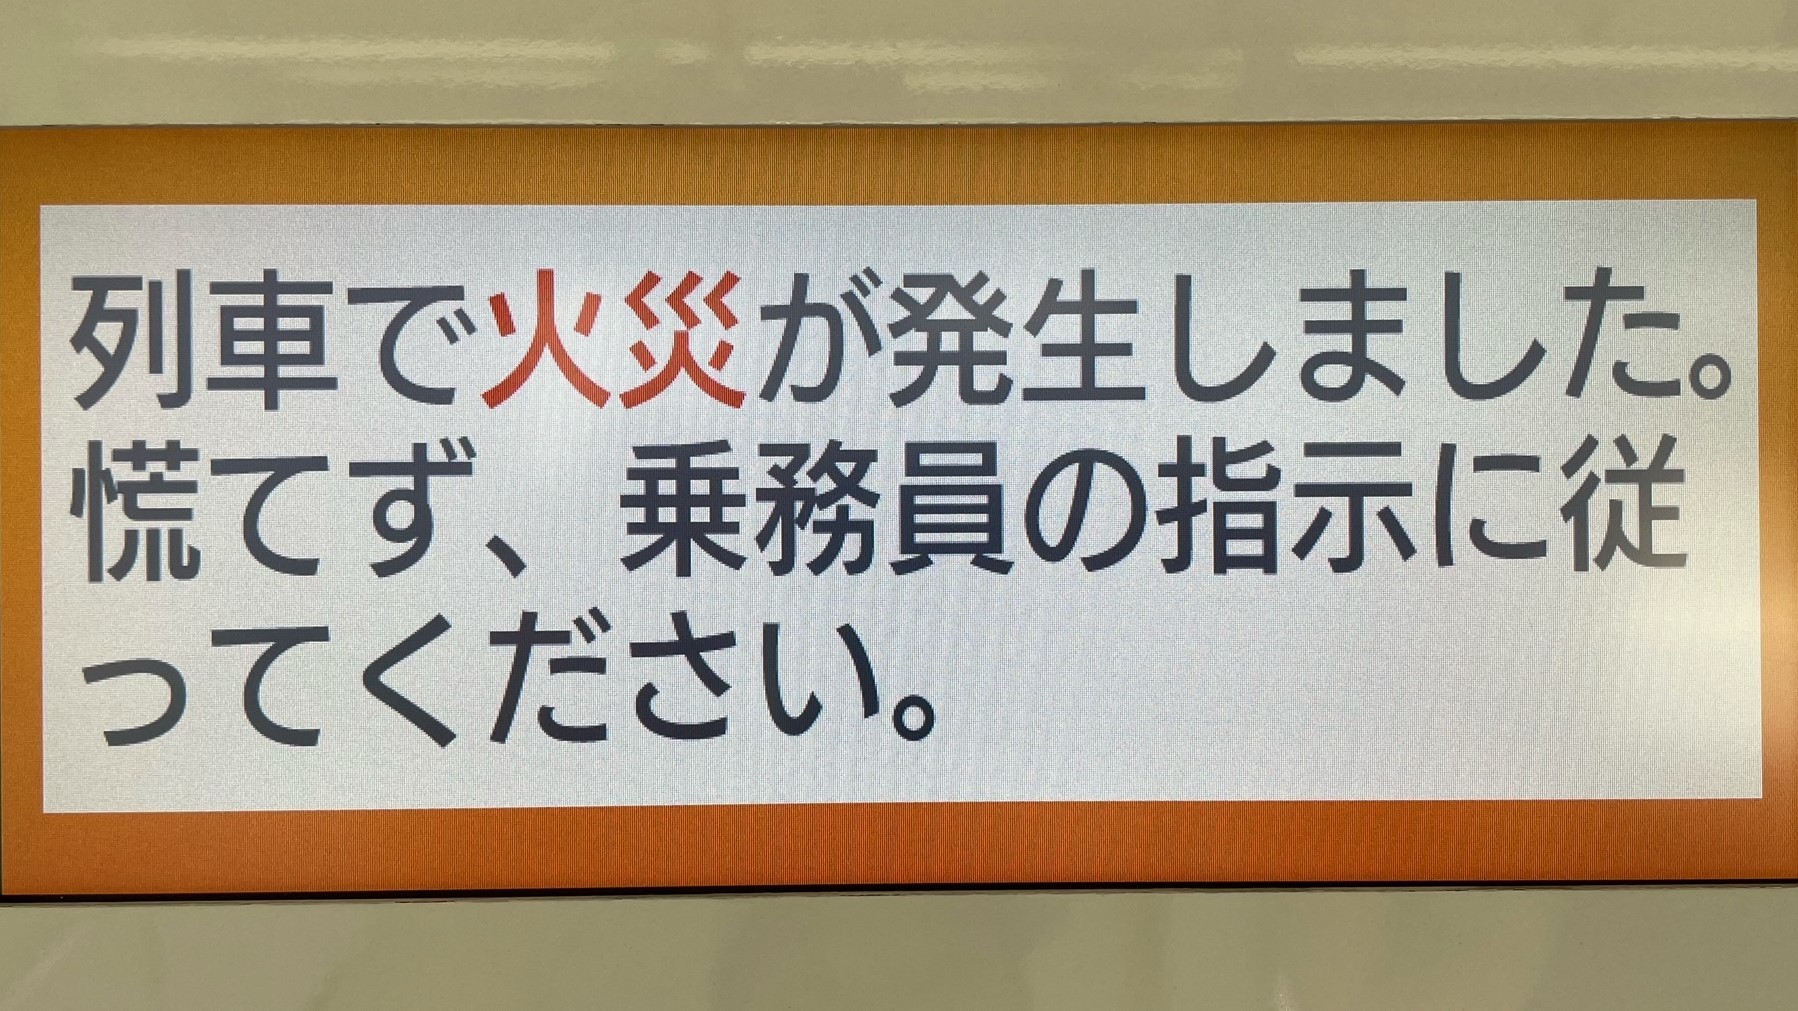 列車で火災が発生しました。
慌てず、乗務員の指示に従
ってください。